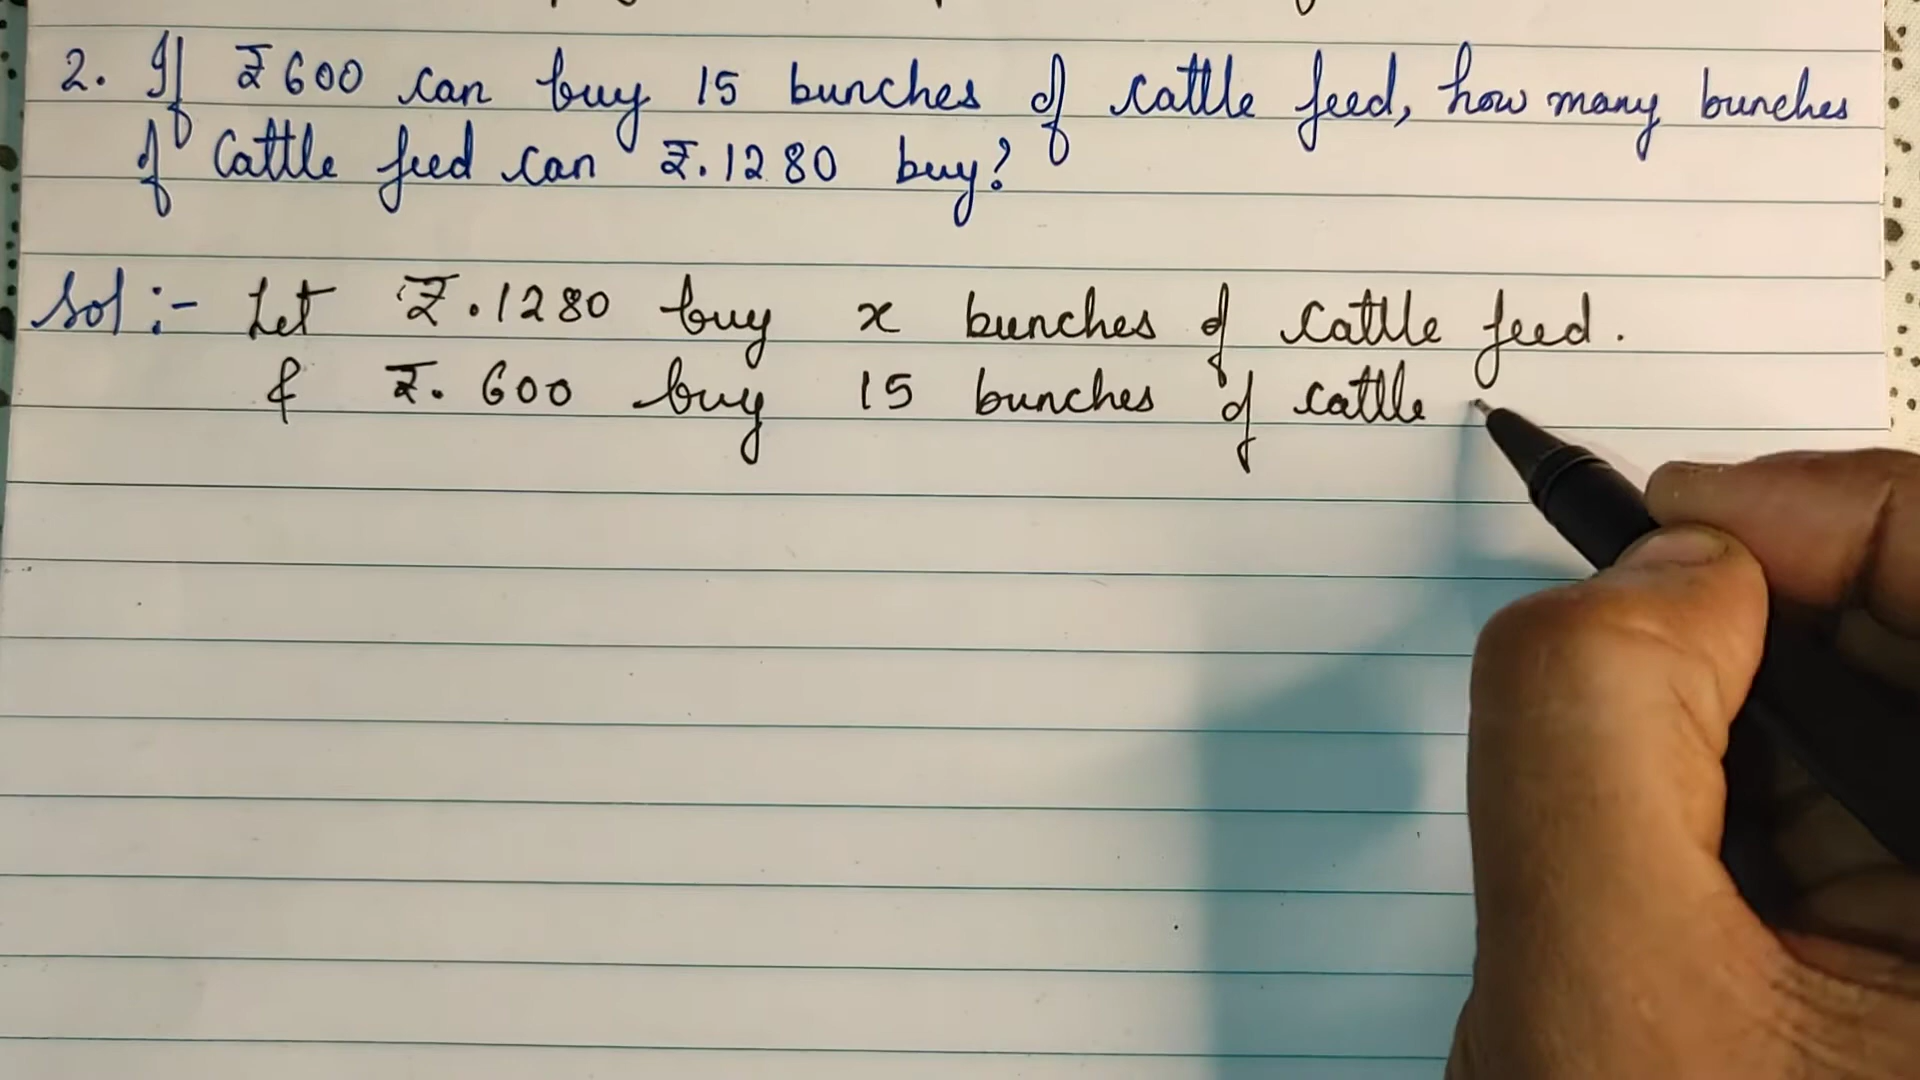 2. If ₹600 can buy 15 bunches of cattle feed, how many bunches
of Cattle feed can ₹.1280 buy?
Sol:- Let ₹.1280 buy x bunches of cattle feed.
& ₹. 600 buy 15 bunches of cattle